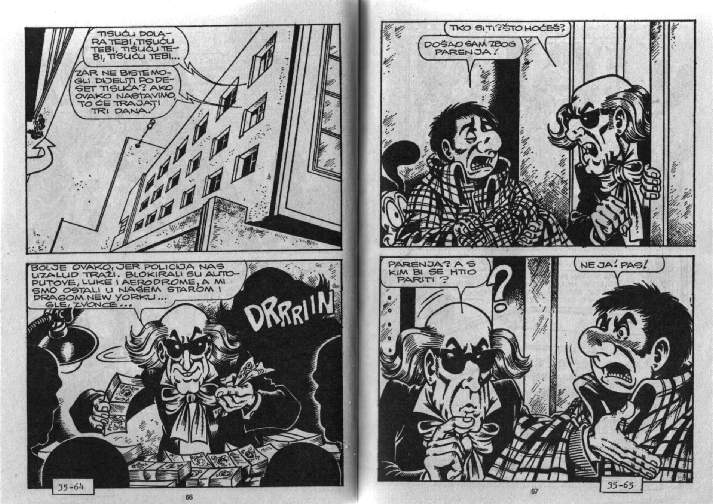 TISUĆU DOLA-
RA TEBI, TISUĆU
TEBI, TISUĆU TE-
BI, TISUĆU TEBI...
ZAR NE BISTE MO-
GLI DIJELITI PO DE-
SET TISUĆA? AKO
OVAKO NASTAVIMO
TO ĆE TRAJATI
TRI DANA.
BOLJE OVAKO, JER POLICIJA NAS
UZALUD TRAŽI. BLOKIRALI SU AUTO-
PUTOVE, LUKE I AERODROME, A MI
SMO OSTALI U NAŠEM STAROM I
DRAGOM NEW YORKU...
GLE, ZVONCE...
DRRRIIN
35-64
66
TKO SI TI? ŠTO HOĆEŠ?
DOŠAO SAM ZBOG
PARENJA!
PARENJA? A S
KIM BI SE HTIO
PARITI?
?
NE JA! PAS!
67
35-65